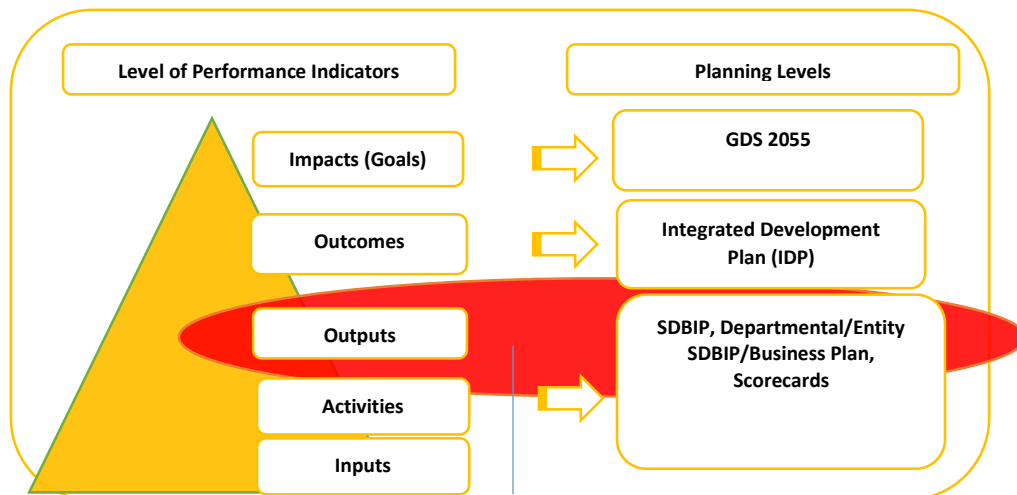 Level of Performance Indicators
Planning Levels
Impacts (Goals)
GDS 2055
Outcomes
Integrated Development
Plan (IDP)
Outputs
SDBIP, Departmental/Entity
SDBIP/Business Plan,
Scorecards
Activities
Inputs